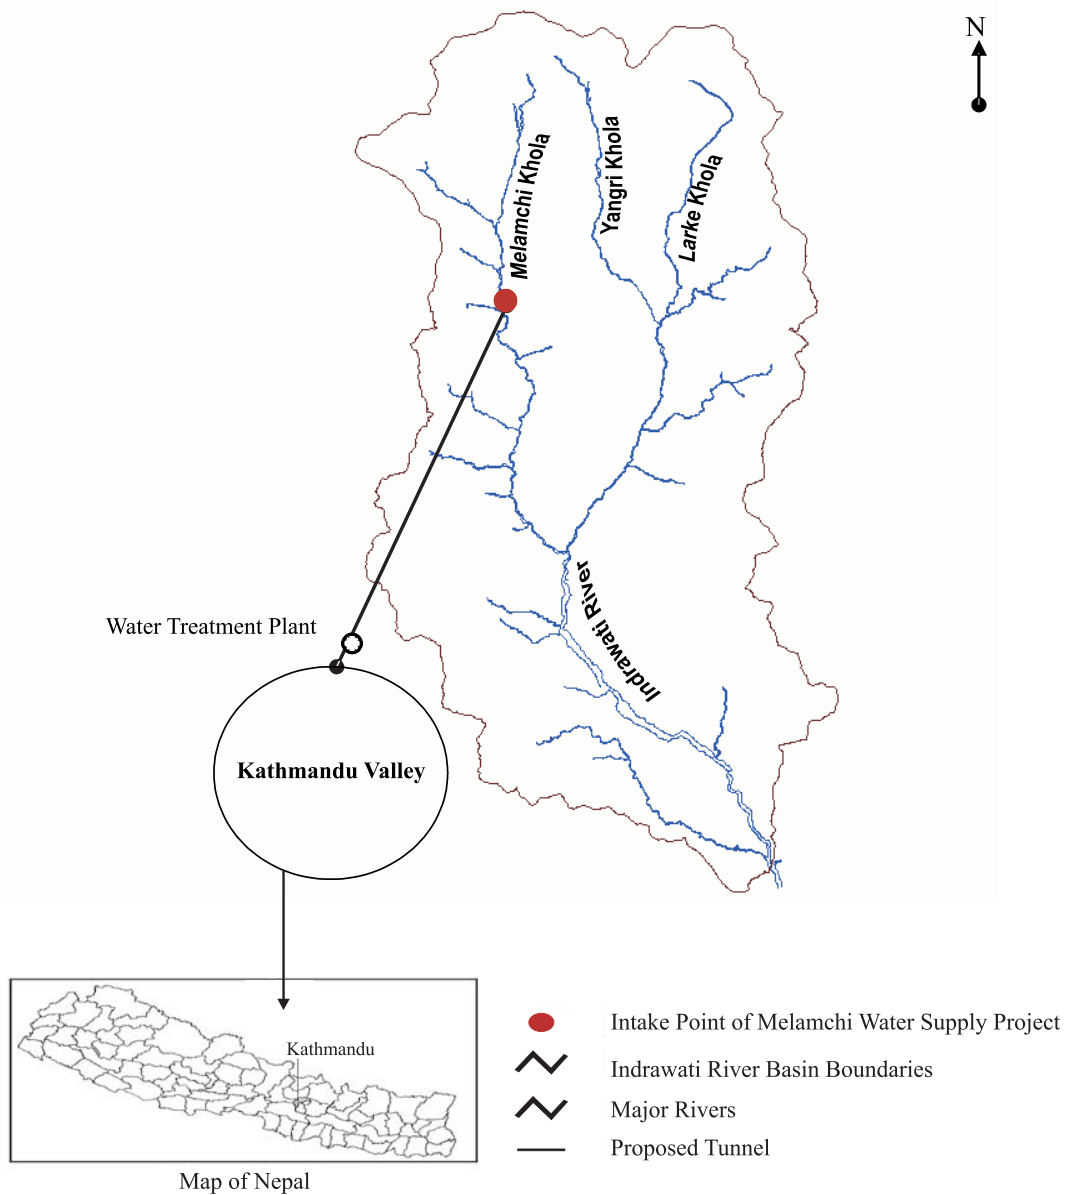 N
Melamchi Khola
Yangri Khola
Larke Khola
Indrawati River
Water Treatment Plant
Kathmandu Valley
Kathmandu
Map of Nepal
Intake Point of Melamchi Water Supply Project
Indrawati River Basin Boundaries
Major Rivers
Proposed Tunnel